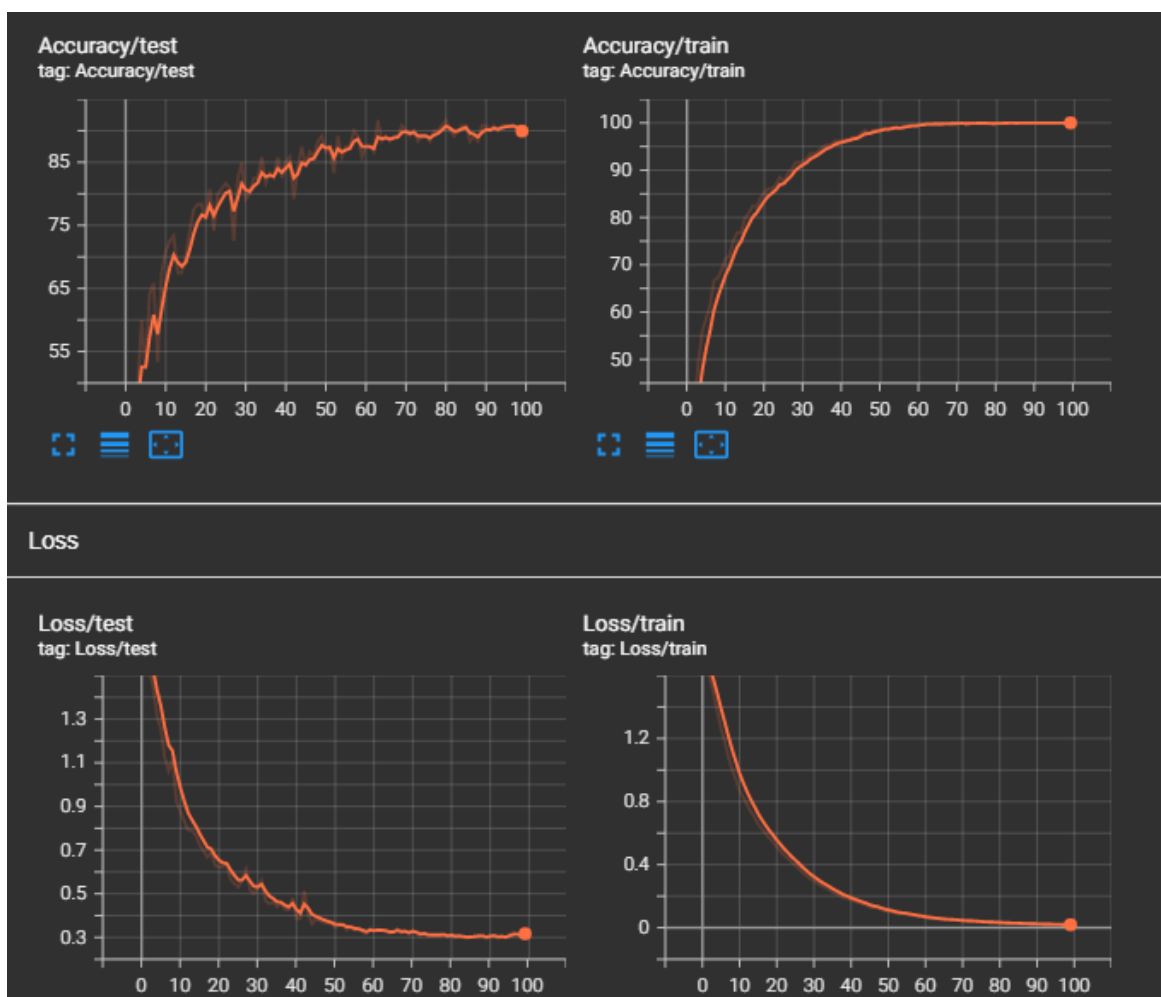 Accuracy/test
tag: Accuracy/test
85
75
65
55
0 10 20 30 40 50 60 70 80 90 100
Accuracy/train
tag: Accuracy/train
100
90
80
70
60
50
0 10 20 30 40 50 60 70 80 90 100
Loss
Loss/test
tag: Loss/test
1.3
1.1
0.9
0.7
0.5
0.3
0 10 20 30 40 50 60 70 80 90 100
Loss/train
tag: Loss/train
1.2
0.8
0.4
0
0 10 20 30 40 50 60 70 80 90 100